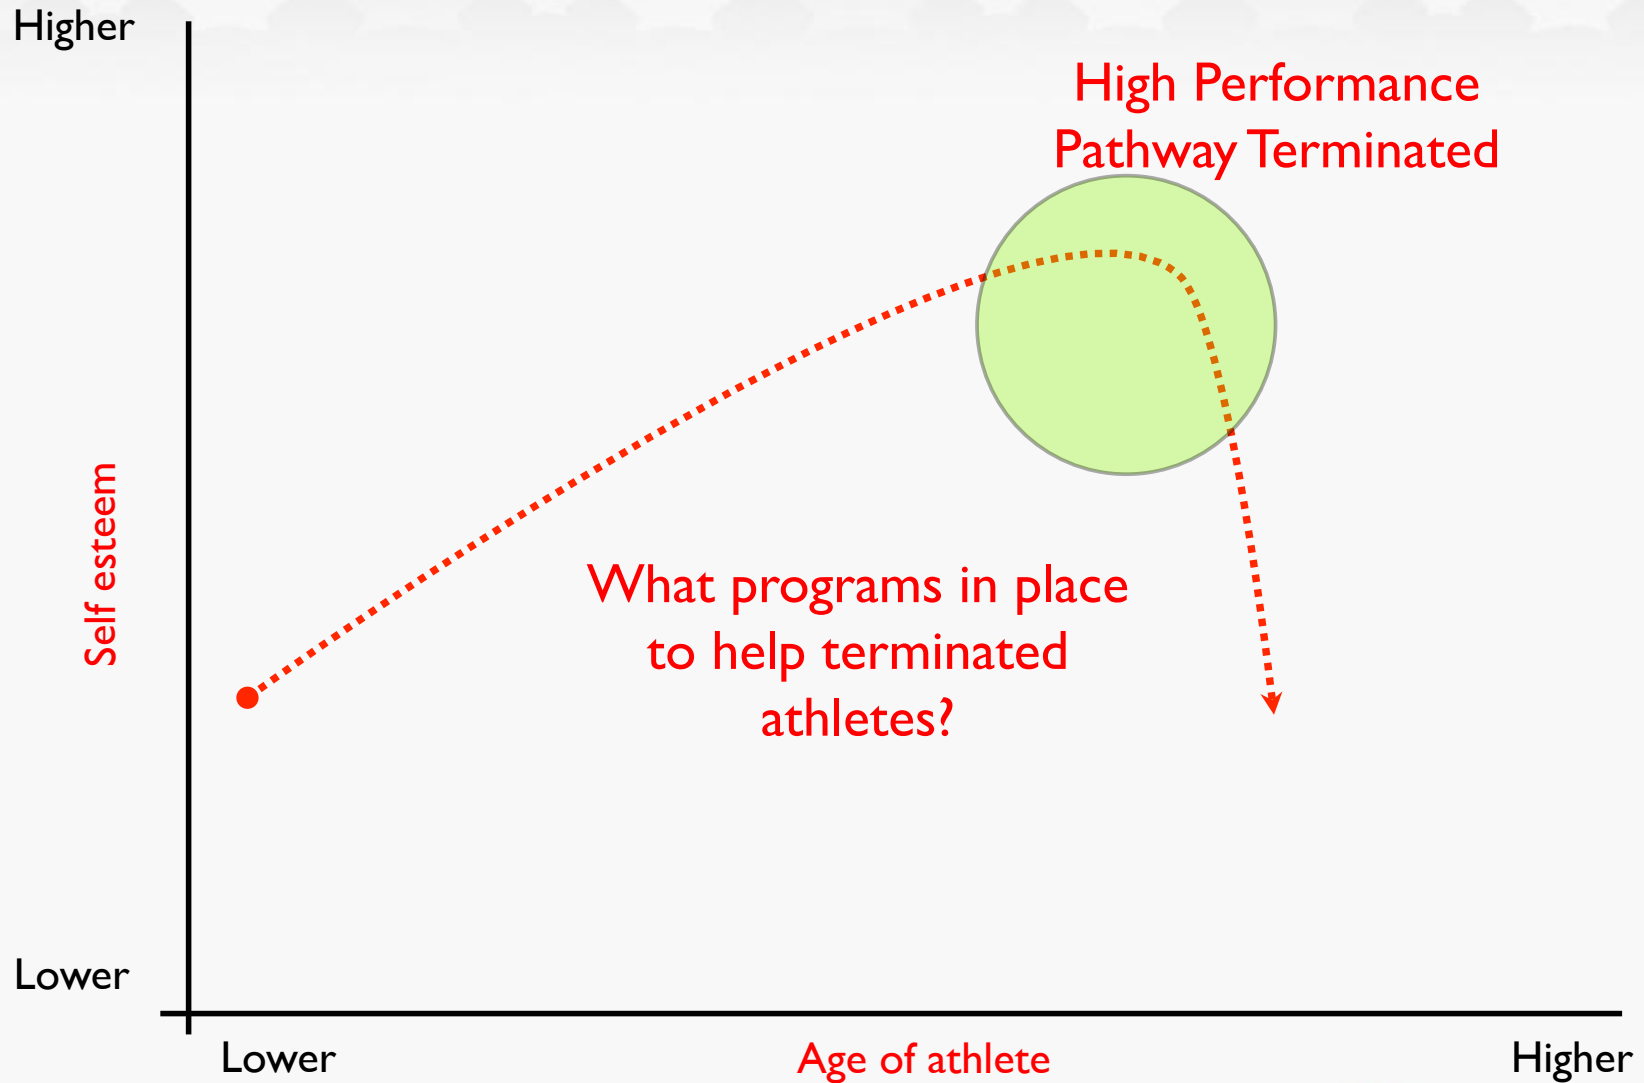 Higher
High Performance
Pathway Terminated
Self esteem
What programs in place
to help terminated
athletes?
Lower
Lower
Age of athlete
Higher